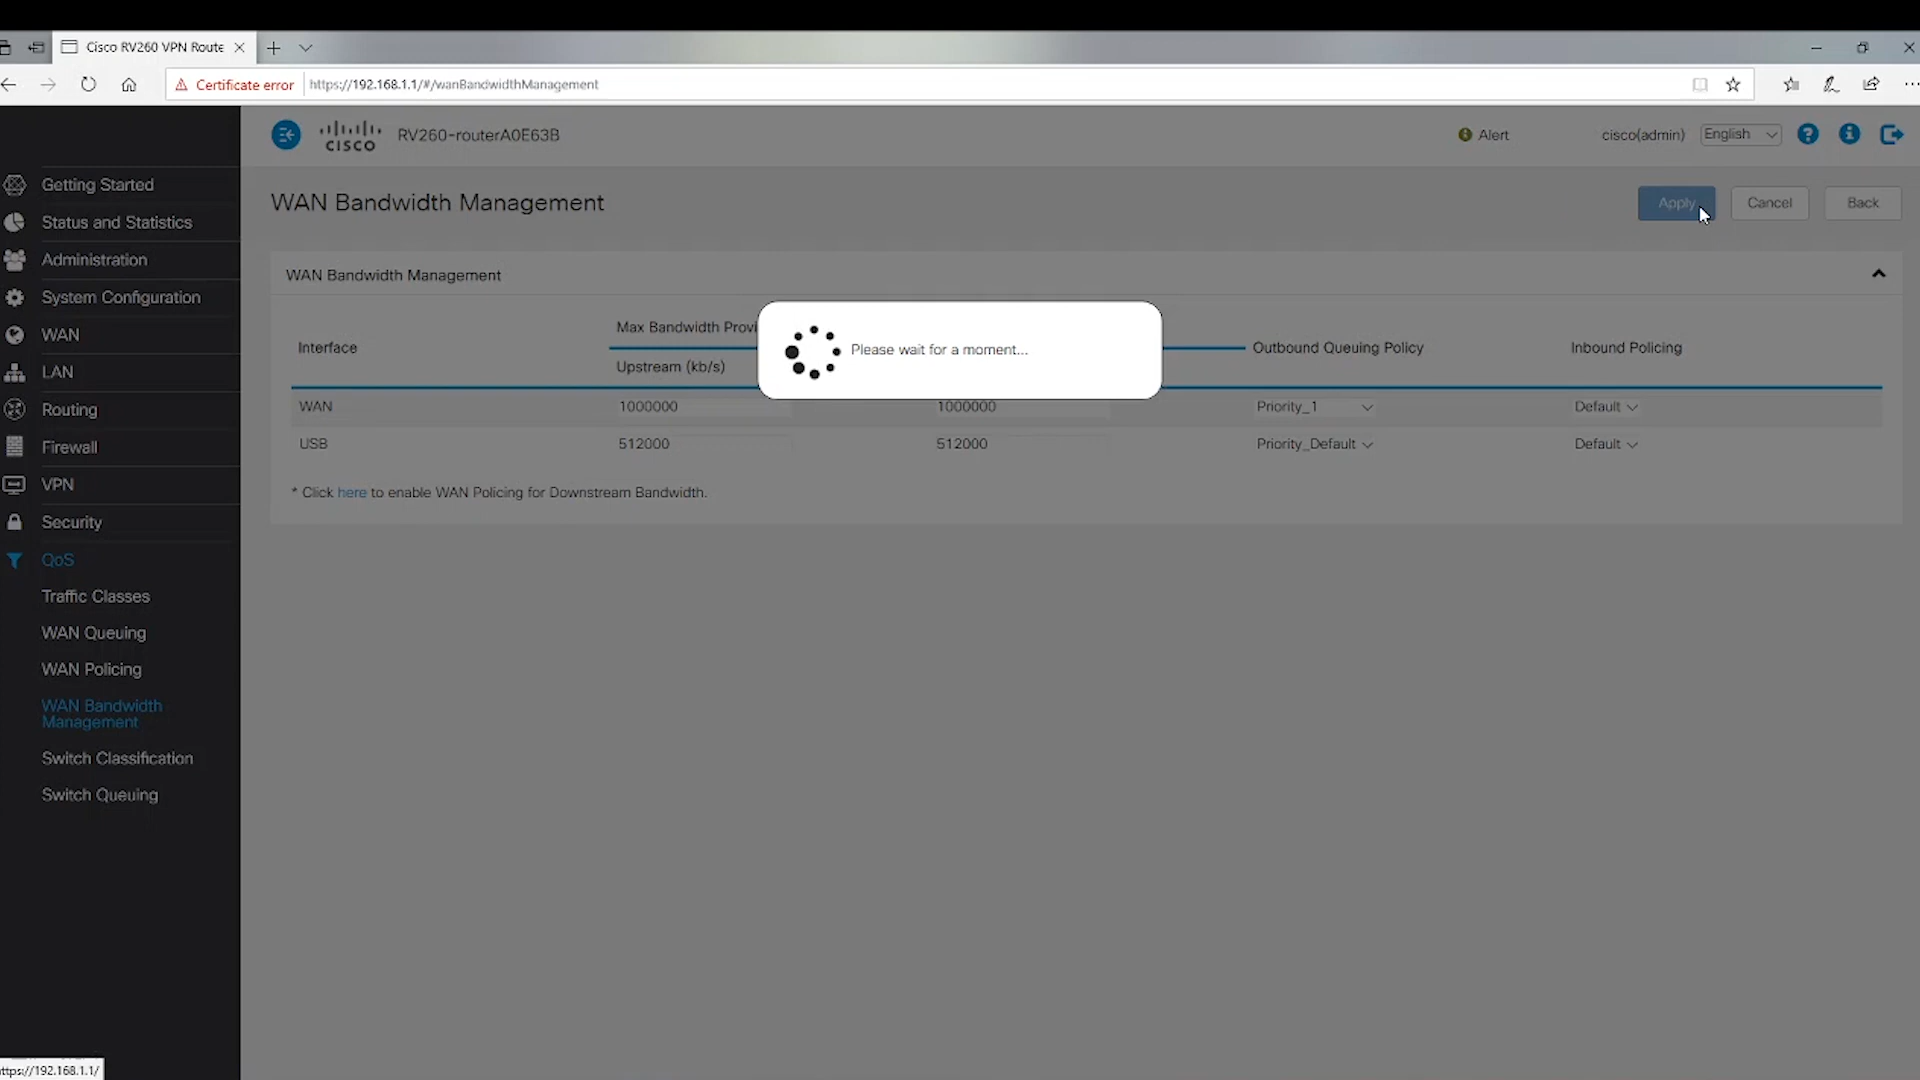 Cisco RV260 VPN Route
Certificate error
https://192.168.1.1/#/wanBandwidthManagement
CISCO
RV260-routerA0E63B
Alert
cisco(admin)
English
Getting Started
Status and Statistics
Administration
System Configuration
WAN
LAN
Routing
Firewall
VPN
Security
QoS
Traffic Classes
WAN Queuing
WAN Policing
WAN Bandwidth
Management
Switch Classification
Switch Queuing
WAN Bandwidth Management
Apply
Cancel
Back
WAN Bandwidth Management
Interface
Max Bandwidth Provi
Upstream (kb/s)
Outbound Queuing Policy
Inbound Policing
WAN 1000000 1000000 Priority_1 Default
USB 512000 512000 Priority_Default Default
* Click here to enable WAN Policing for Downstream Bandwidth.
Please wait for a moment...
ttps://192.168.1.1/